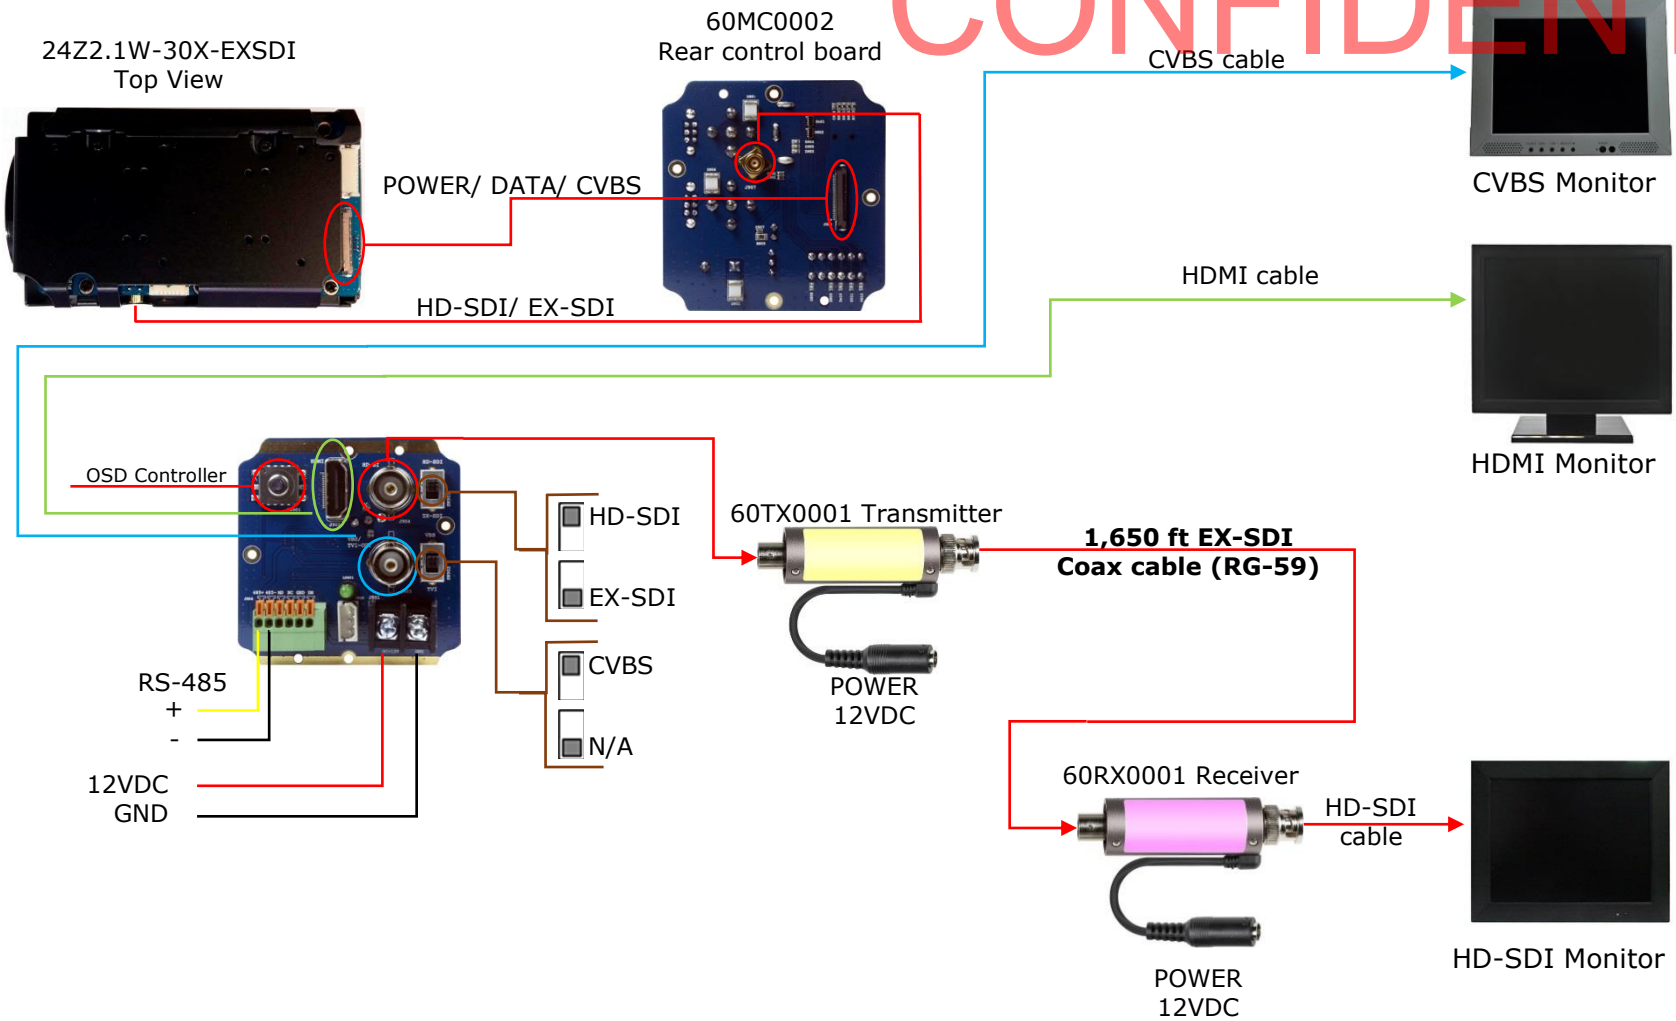 CONFIDEN
60MC0002
Rear control board
24Z2.1W-30X-EXSDI
Top View
CVBS cable
CVBS Monitor
POWER/ DATA/ CVBS
HDMI cable
HD-SDI/ EX-SDI
HDMI Monitor
OSD Controller
HD-SDI
EX-SDI
CVBS
N/A
60TX0001 Transmitter
1,650 ft EX-SDI
Coax cable (RG-59)
POWER
12VDC
RS-485
+
-
12VDC
GND
60RX0001 Receiver
HD-SDI
cable
HD-SDI Monitor
POWER
12VDC